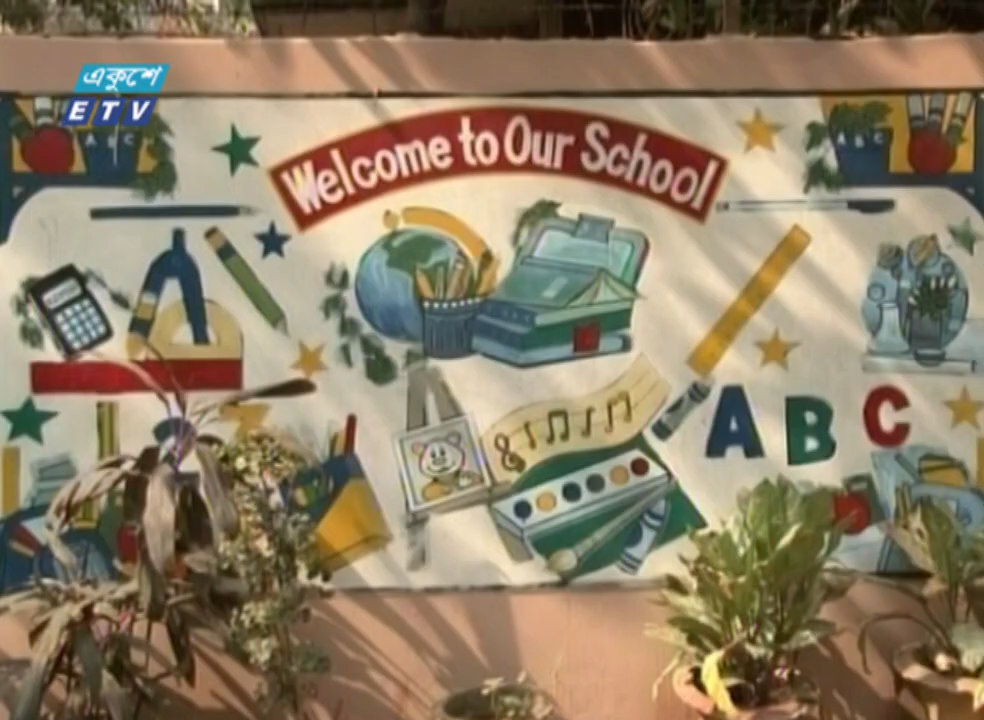 একুশে
ETV
Welcome to Our School
A B C
A B C
A B C